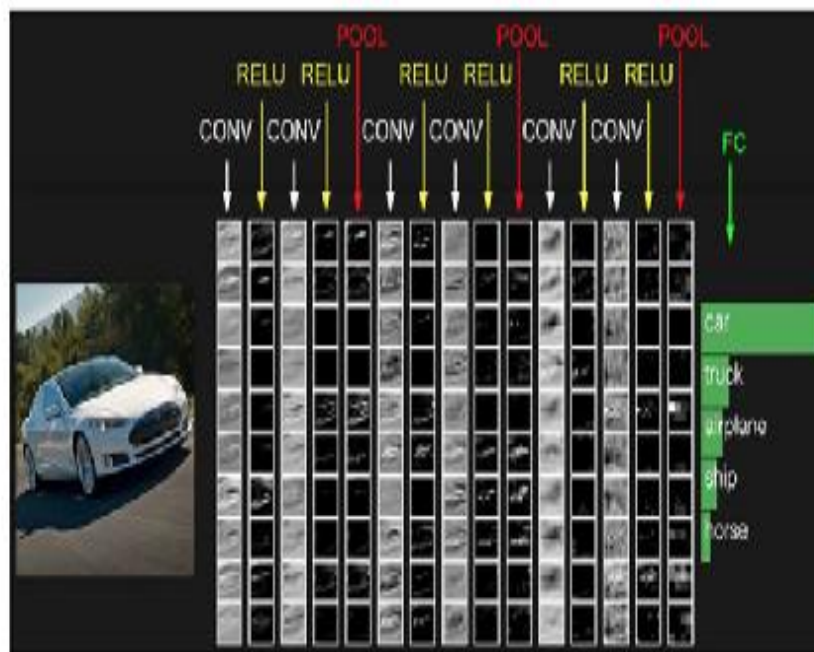 POOL POOL POOL
RELU RELU RELU RELU RELU RELU
CONV CONV CONV CONV CONV CONV
FC
car
truck
airplane
ship
horse